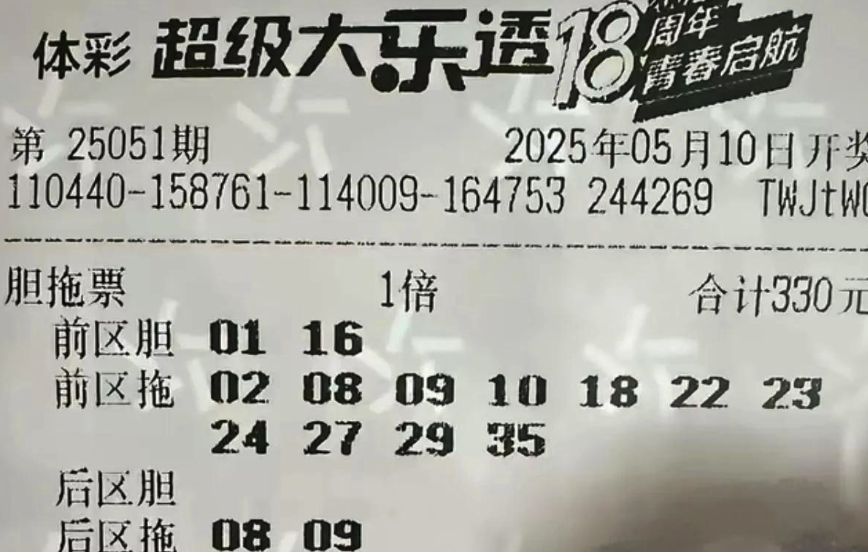 体彩 超级大乐透 18周年 青春启航
第 25051期 2025年05月10日开奖
110440-158761-114009-164753 244269 TWJtW
胆拖票 1倍 合计330元
前区胆 01 16
前区拖 02 08 09 10 18 22 23
24 27 29 35
后区胆
后区拖 08 09